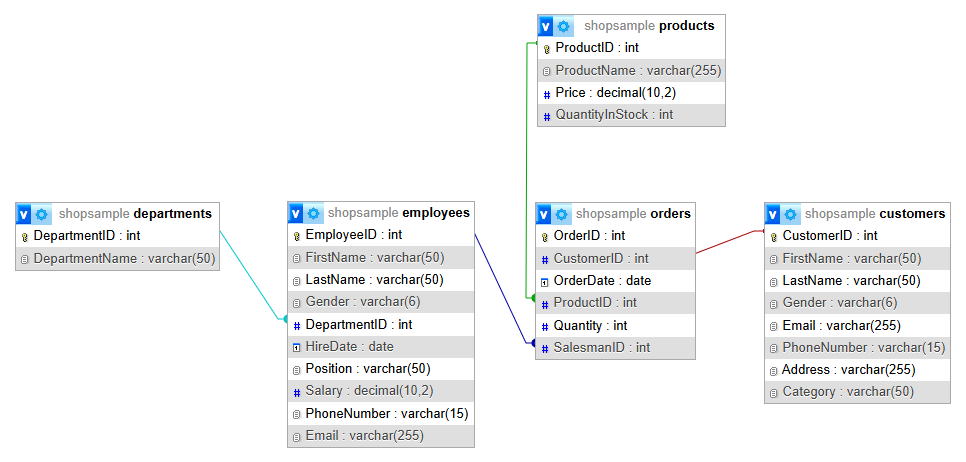 shopsample products
ProductID : int
ProductName : varchar(255)
Price : decimal(10,2)
QuantityInStock : int
shopsample departments
DepartmentID : int
DepartmentName : varchar(50)
shopsample employees
EmployeeID : int
FirstName : varchar(50)
LastName : varchar(50)
Gender : varchar(6)
DepartmentID : int
HireDate : date
Position : varchar(50)
Salary : decimal(10,2)
PhoneNumber : varchar(15)
Email : varchar(255)
shopsample orders
OrderID : int
CustomerID : int
OrderDate : date
ProductID : int
Quantity : int
SalesmanID : int
shopsample customers
CustomerID : int
FirstName : varchar(50)
LastName : varchar(50)
Gender : varchar(6)
Email : varchar(255)
PhoneNumber : varchar(15)
Address : varchar(255)
Category : varchar(50)